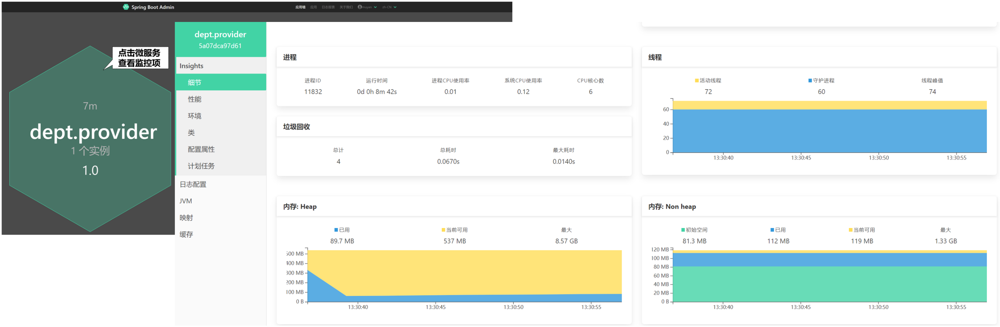 Spring Boot Admin
应用墙 应用 日志报表 关于我们 muyan zh-CN
点击微服务
查看监控项
7m
dept.provider
1 个实例
1.0
dept.provider
5a07dca97d61
Insights
细节
性能
环境
类
配置属性
计划任务
日志配置
JVM
映射
缓存
进程
进程ID 运行时间 进程CPU使用率 系统CPU使用率 CPU核心数
11832 0d 0h 8m 42s 0.01 0.12 6
垃圾回收
总计 总耗时 最大耗时
4 0.0670s 0.0140s
线程
活动线程 守护进程 线程峰值
72 60 74
60
40
20
0
13:30:40 13:30:45 13:30:50 13:30:55
内存: Heap
已用 当前可用 最大
89.7 MB 537 MB 8.57 GB
500 MB
400 MB
300 MB
200 MB
100 MB
0 B
13:30:40 13:30:45 13:30:50 13:30:55
内存: Non heap
初始空间 已用 当前可用 最大
81.3 MB 112 MB 119 MB 1.33 GB
120 MB
100 MB
80 MB
60 MB
40 MB
20 MB
0 B
13:30:40 13:30:45 13:30:50 13:30:55